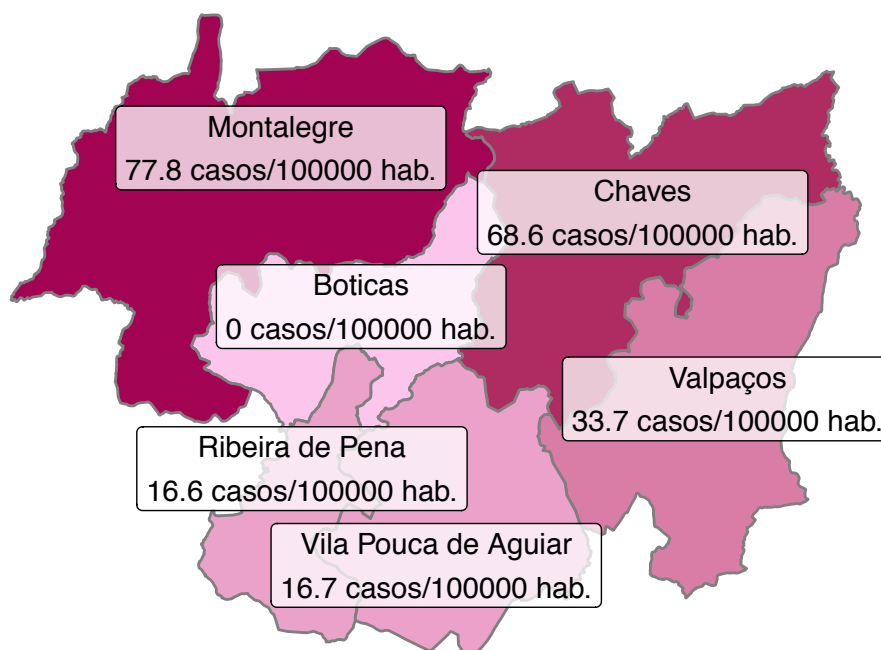 Montalegre
77.8 casos/100000 hab.
Chaves
68.6 casos/100000 hab.
Boticas
0 casos/100000 hab.
Valpaços
33.7 casos/100000 hab.
Ribeira de Pena
16.6 casos/100000 hab.
Vila Pouca de Aguiar
16.7 casos/100000 hab.